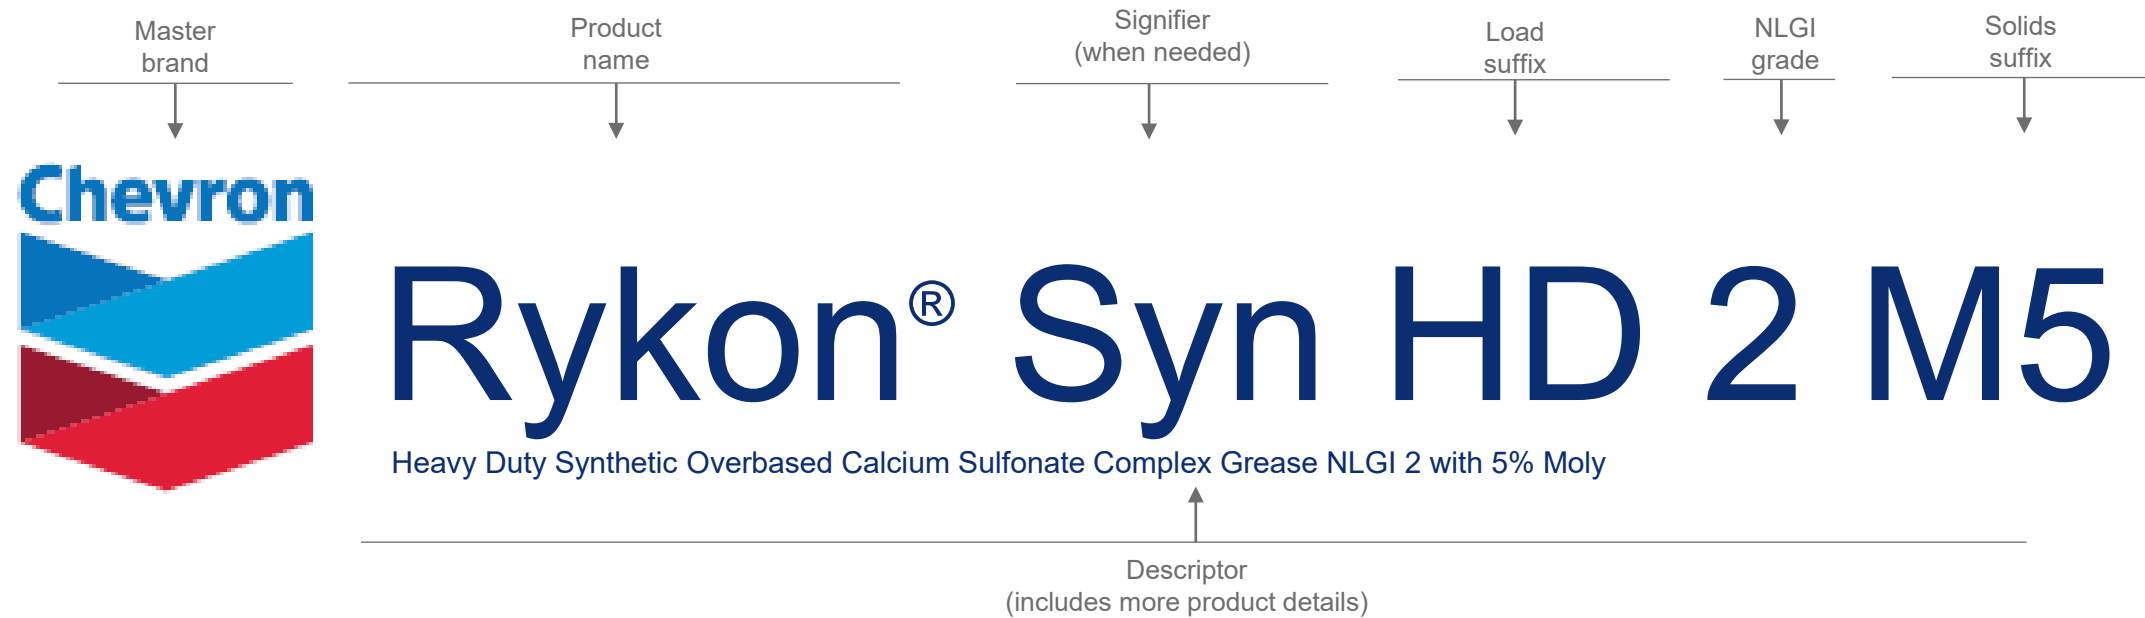 Master
brand
Product
name
Signifier
(when needed)
Load
suffix
NLGI
grade
Solids
suffix
Chevron
Rykon® Syn HD 2 M5
Heavy Duty Synthetic Overbased Calcium Sulfonate Complex Grease NLGI 2 with 5% Moly
Descriptor
(includes more product details)